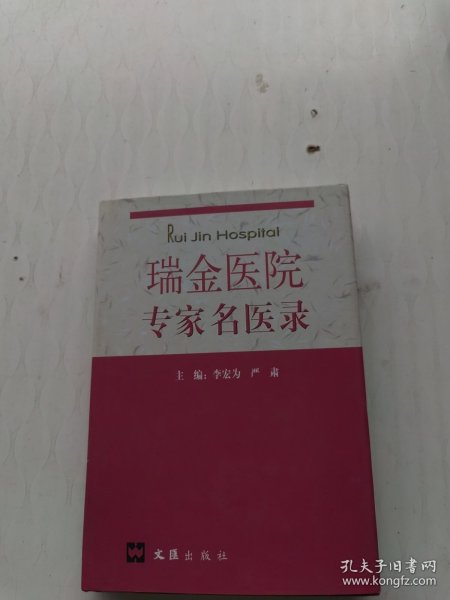 Rui Jin Hospital
瑞金医院
专家名医录
主 编：李宏为 严 肃
文汇出版社
孔夫子旧书网
www.kongfz.com